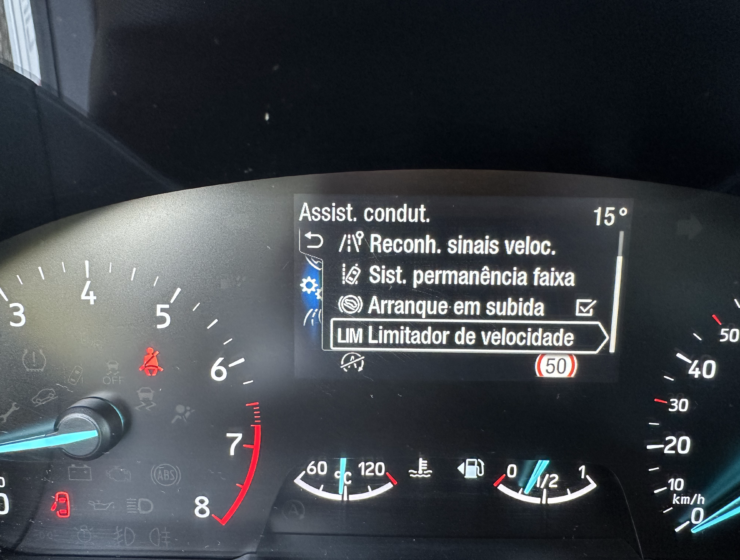 Assist. condut. 15°
Reconh. sinais veloc.
Sist. permanência faixa
Arranque em subida
LIM Limitador de velocidade
A 50
3 4 5 6 7 8
OFF
ABS
60 °C 120
0 1/2 1
50
40
30
20
10
km/h
0